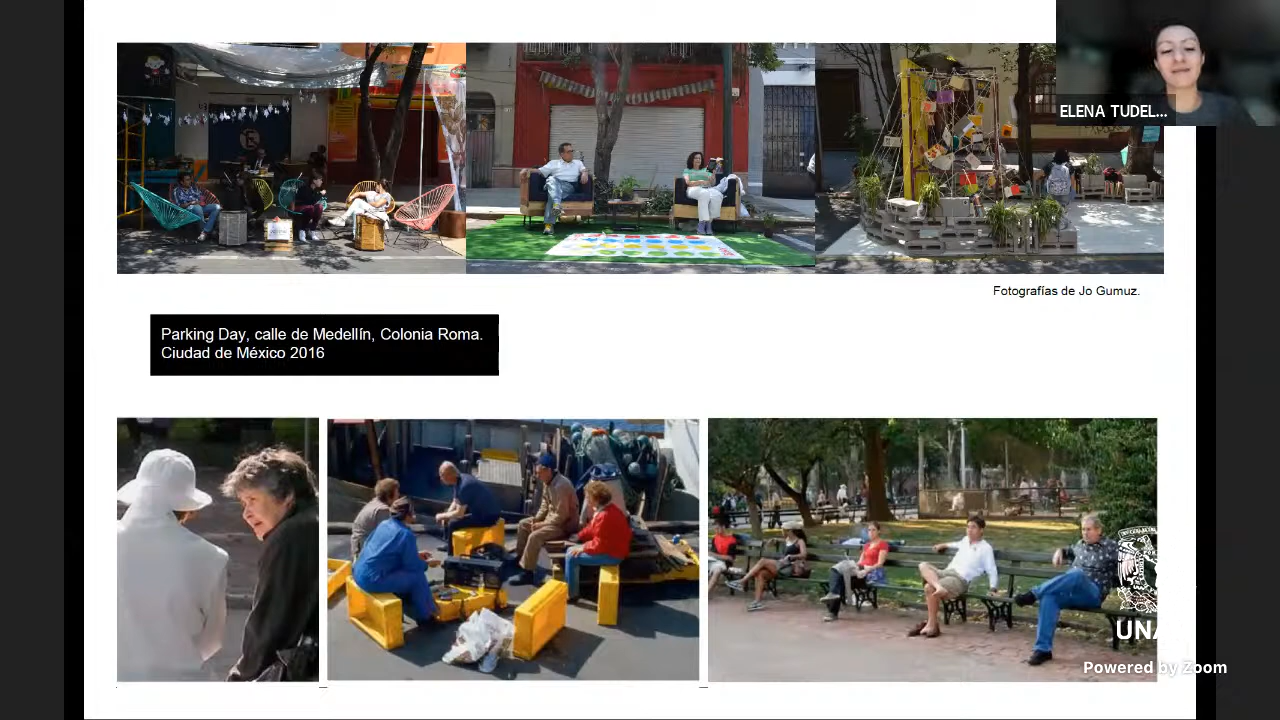 ELENA TUDEL...
Fotografías de Jo Gumuz.
Parking Day, calle de Medellín, Colonia Roma.
Ciudad de México 2016
UNA
Powered by Zoom